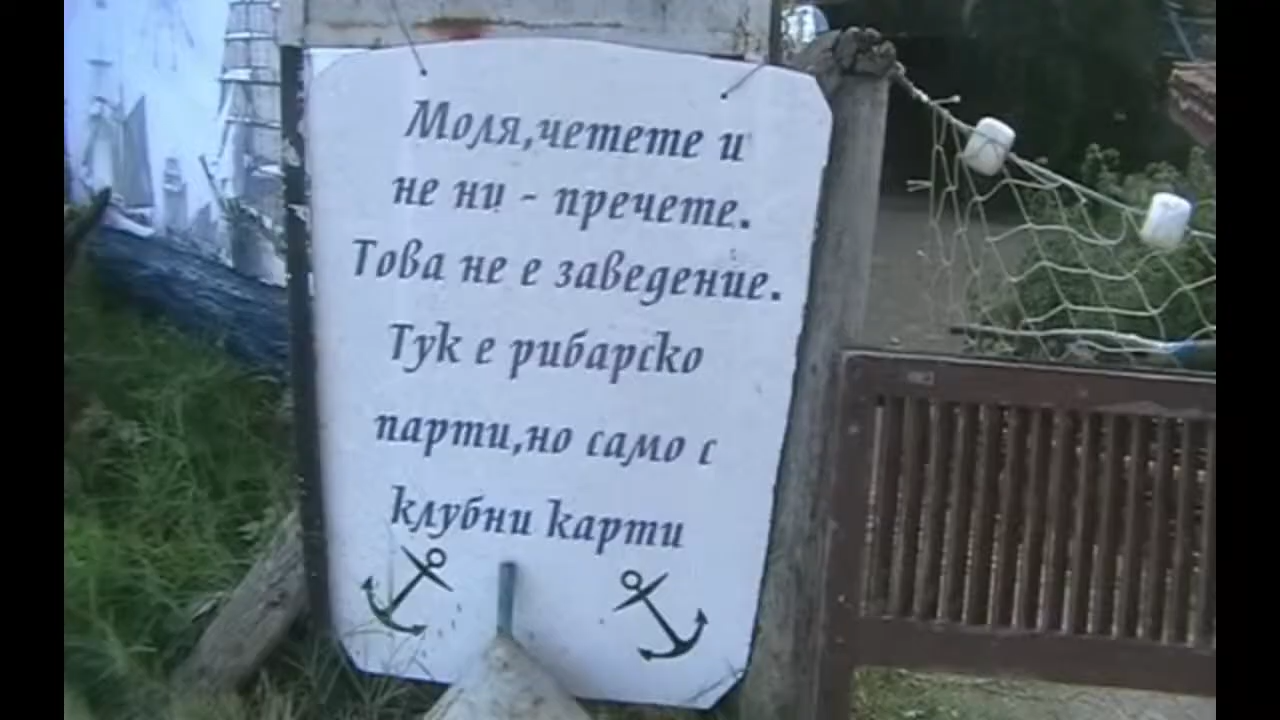 Моля,четете и
не ни - пречете.
Това не е заведение.
Тук е рибарско
парти,но само с
клубни карти